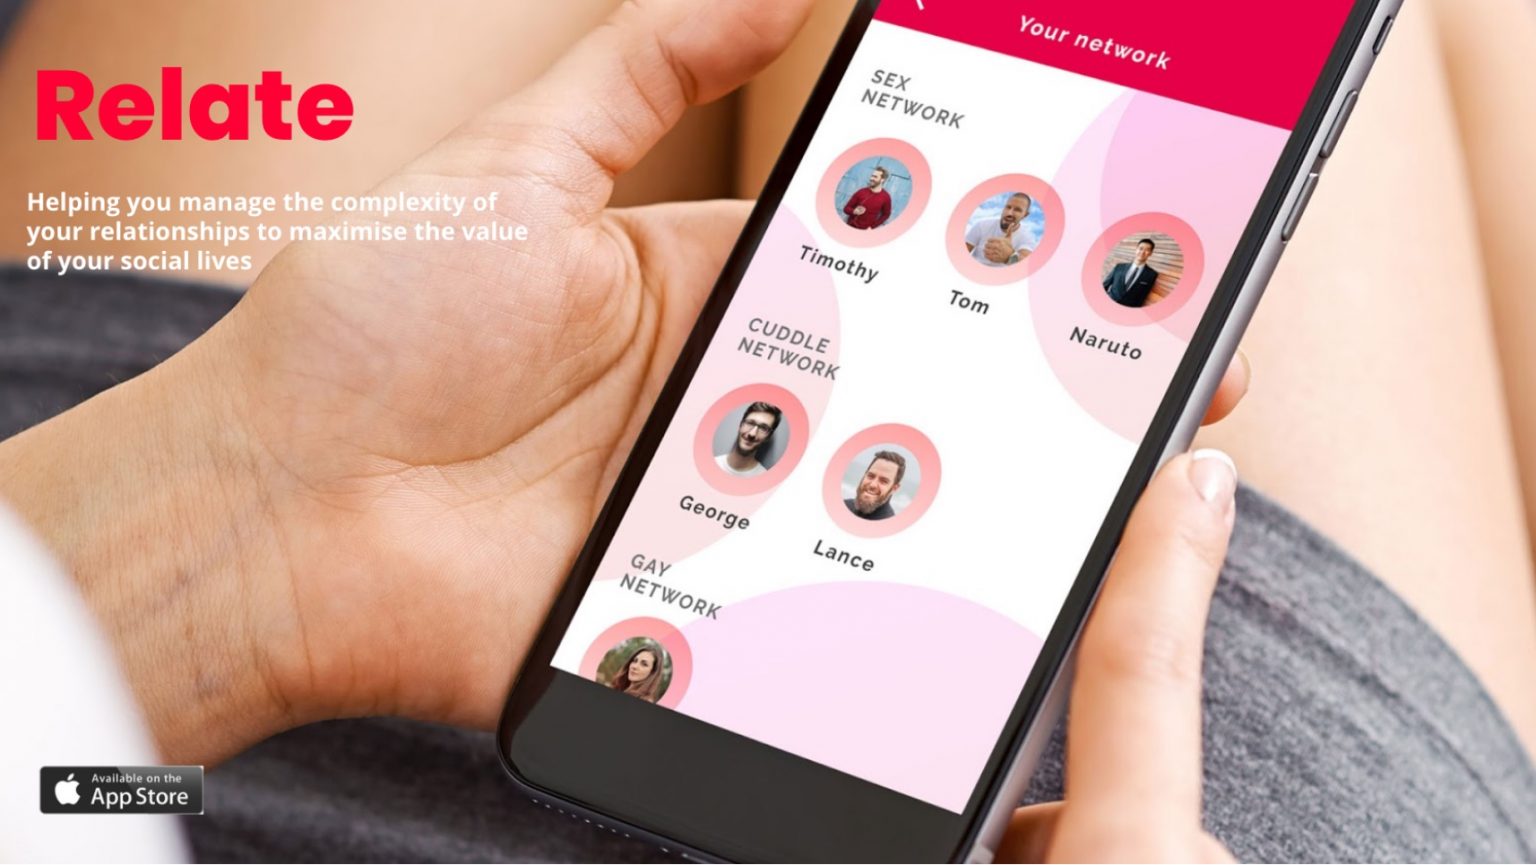 Relate
Helping you manage the complexity of
your relationships to maximise the value
of your social lives
Available on the
App Store
Your network
SEX
NETWORK
Timothy
Tom
Naruto
CUDDLE
NETWORK
George
Lance
GAY
NETWORK